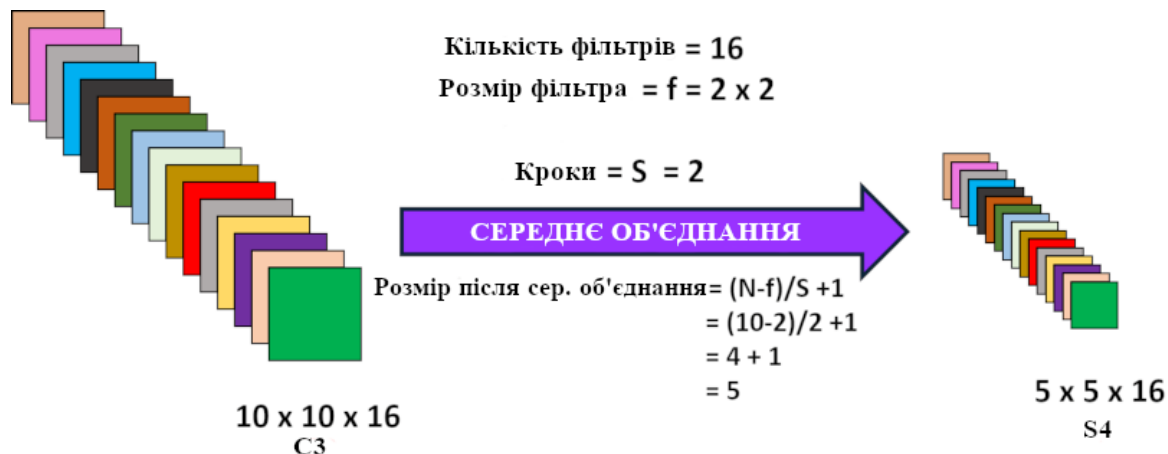 Кількість фільтрів = 16
Розмір фільтра = f = 2 x 2
Кроки = S = 2
СЕРЕДНЄ ОБ'ЄДНАННЯ
Розмір після сер. об'єднання = (N-f)/S +1
= (10-2)/2 +1
= 4 + 1
= 5
10 x 10 x 16
C3
5 x 5 x 16
S4